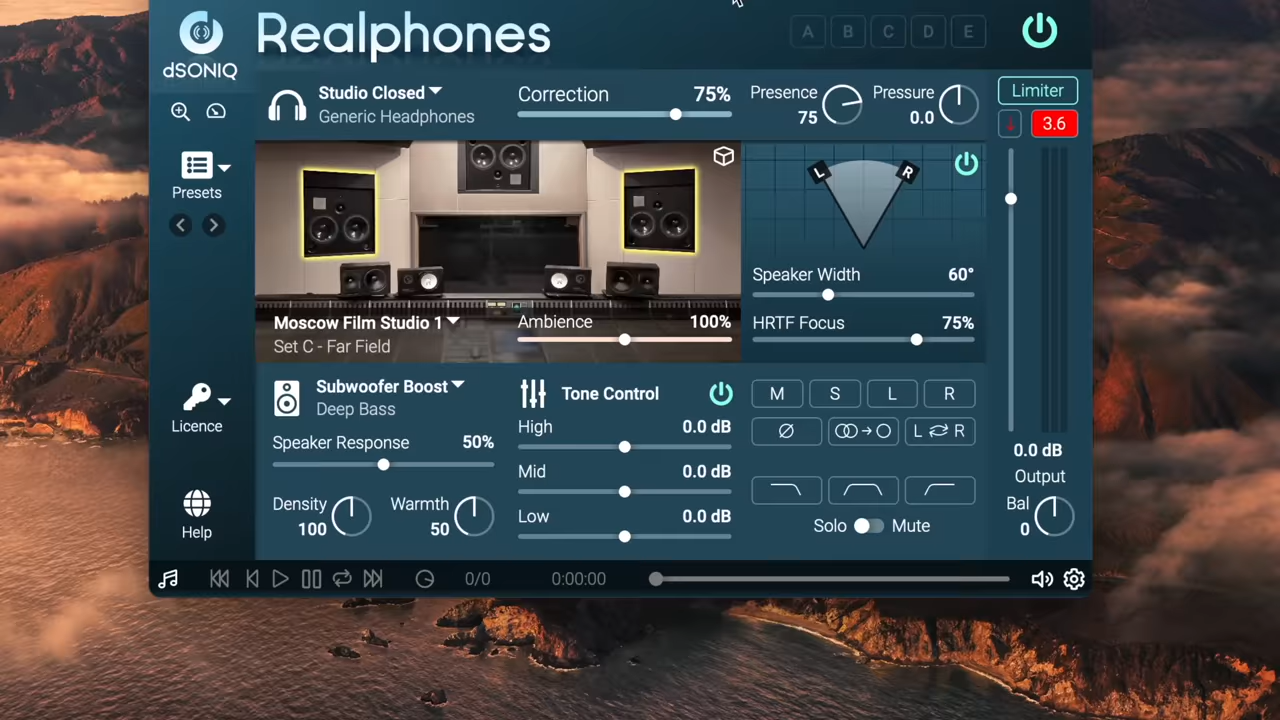 dSONIQ
Realphones
A B C D E
Studio Closed
Generic Headphones
Correction 75%
Presence
75
Pressure
0.0
Limiter
3.6
Presets
L R
Speaker Width 60°
HRTF Focus 75%
Moscow Film Studio 1
Set C - Far Field
Ambience 100%
Licence
Subwoofer Boost
Deep Bass
Speaker Response 50%
Density
100
Warmth
50
Tone Control
High 0.0 dB
Mid 0.0 dB
Low 0.0 dB
M S L R
Ø L R
Solo Mute
0.0 dB
Output
Bal
0
Help
0/0 0:00:00